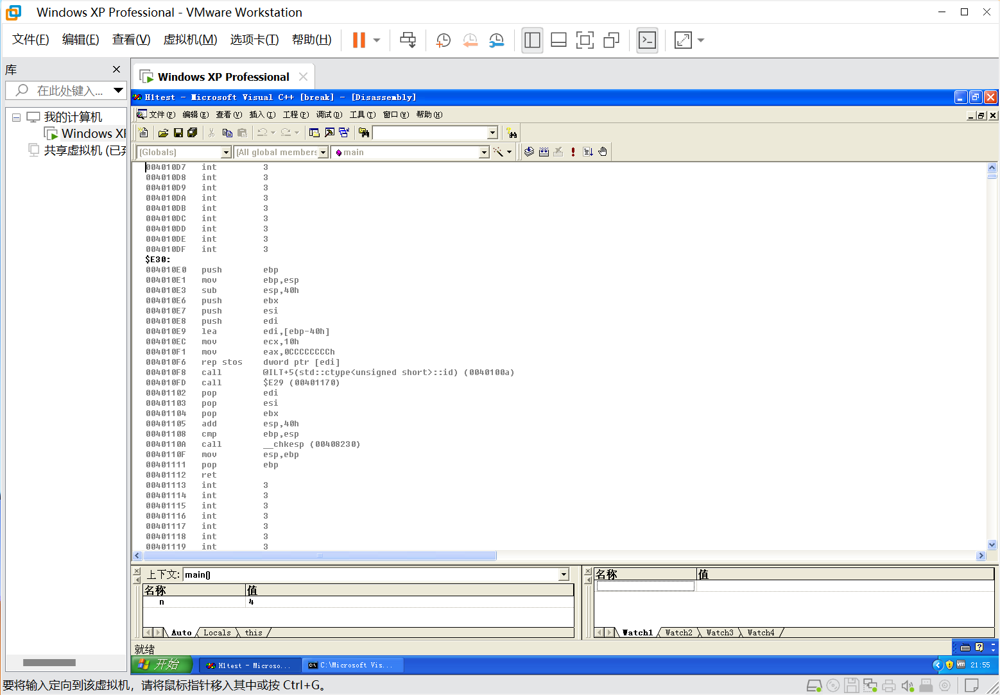 Windows XP Professional - VMware Workstation
文件(F) 编辑(E) 查看(V) 虚拟机(M) 选项卡(T) 帮助(H)
库
在此处键入...
我的计算机
Windows XP
共享虚拟机 (已
Windows XP Professional
H1test - Microsoft Visual C++ [break] - [Disassembly]
文件(F) 编辑(E) 查看(V) 插入(I) 工程(P) 调试(D) 工具(T) 窗口(W) 帮助(H)
(Globals) (All global members main
004010D7 int 3
004010D8 int 3
004010D9 int 3
004010DA int 3
004010DB int 3
004010DC int 3
004010DD int 3
004010DE int 3
004010DF int 3
$E30:
004010E0 push ebp
004010E1 mov ebp,esp
004010E3 sub esp,40h
004010E6 push ebx
004010E7 push esi
004010E8 push edi
004010E9 lea edi,[ebp-40h]
004010EC mov ecx,10h
004010F1 mov eax,0CCCCCCCCh
004010F6 rep stos dword ptr [edi]
004010F8 call @ILT+5(std::ctype<unsigned short>::id) (0040100a)
004010FD call $E29 (00401170)
00401102 pop edi
00401103 pop esi
00401104 pop ebx
00401105 add esp,40h
00401108 cmp ebp,esp
0040110A call __chkesp (00408230)
0040110F mov esp,ebp
00401111 pop ebp
00401112 ret
00401113 int 3
00401114 int 3
00401115 int 3
00401116 int 3
00401117 int 3
00401118 int 3
00401119 int 3
上下文: main()
名称 值
n 4
Auto Locals this
名称 值
Watch1 Watch2 Watch3 Watch4
就绪
开始 H1test - Microso... C:\Microsoft Vis... 21:55
要将输入定向到该虚拟机，请将鼠标指针移入其中或按 Ctrl+G。